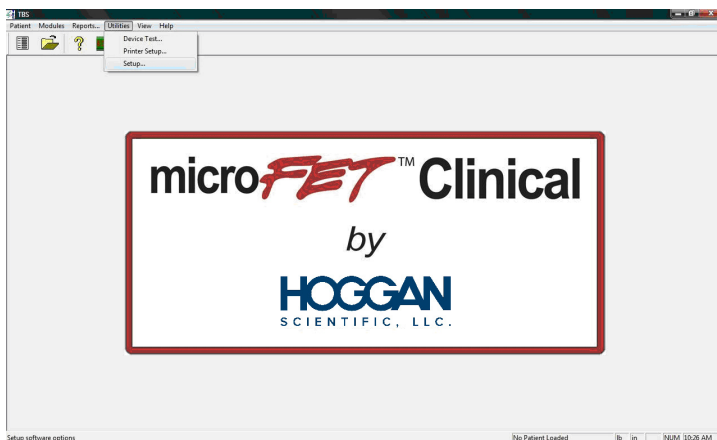 TBS
Patient Modules Reports... Utilities View Help
Device Test...
Printer Setup...
Setup...
microFET™ Clinical
by
HOGGAN
SCIENTIFIC, LLC.
Setup software options No Patient Loaded lb in NUM 10:26 AM